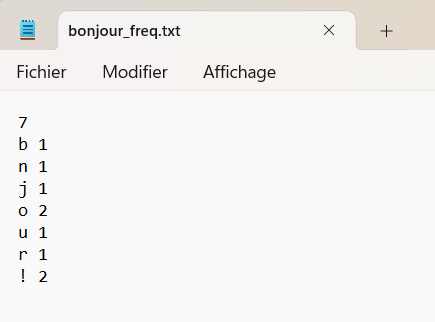 bonjour_freq.txt
Fichier Modifier Affichage
7
b 1
n 1
j 1
o 2
u 1
r 1
! 2